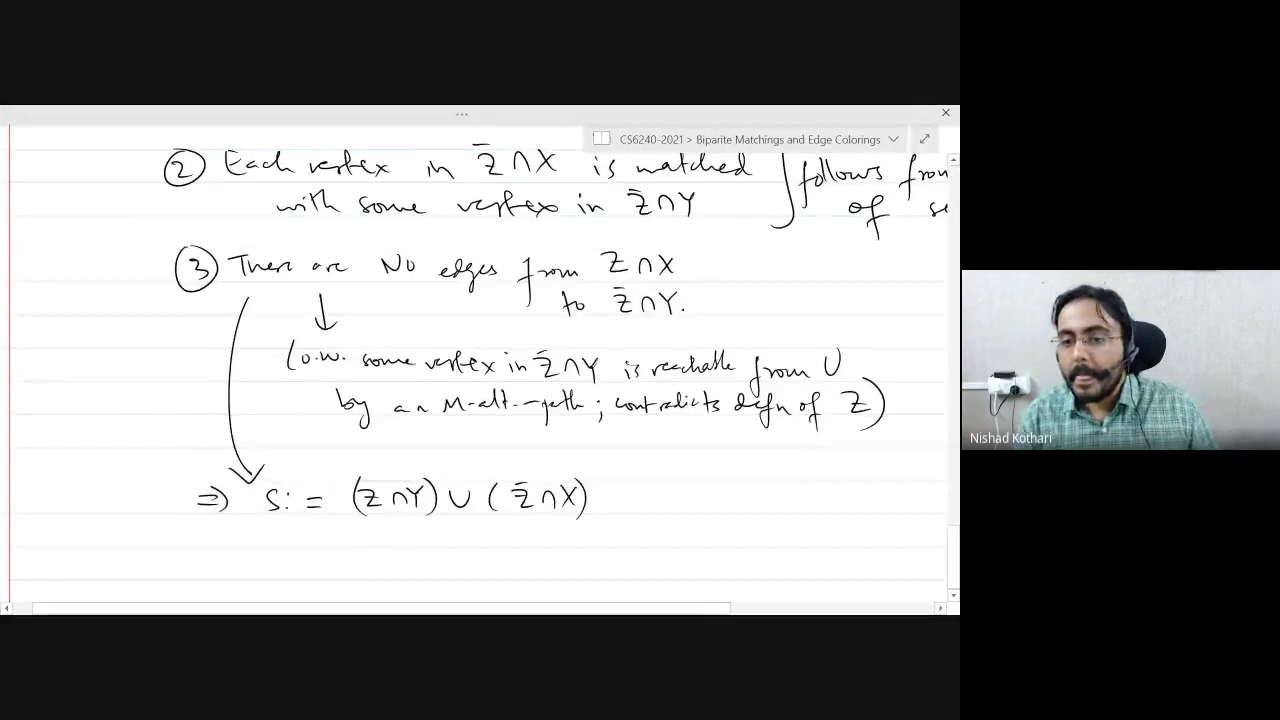 CS6240-2021 > Biparite Matchings and Edge Colorings
② Each vertex in Z̄ ∩ X is matched
with some vertex in Z̄ ∩ Y
follows from
of
③ There are No edges from Z ∩ X
to Z̄ ∩ Y.
(o.w. some vertex in Z̄ ∩ Y is reachable from U
by an M-alt.-path ; contradicts defn of Z)
⇒ S := (Z ∩ Y) ∪ (Z̄ ∩ X)
Nishad Kothari